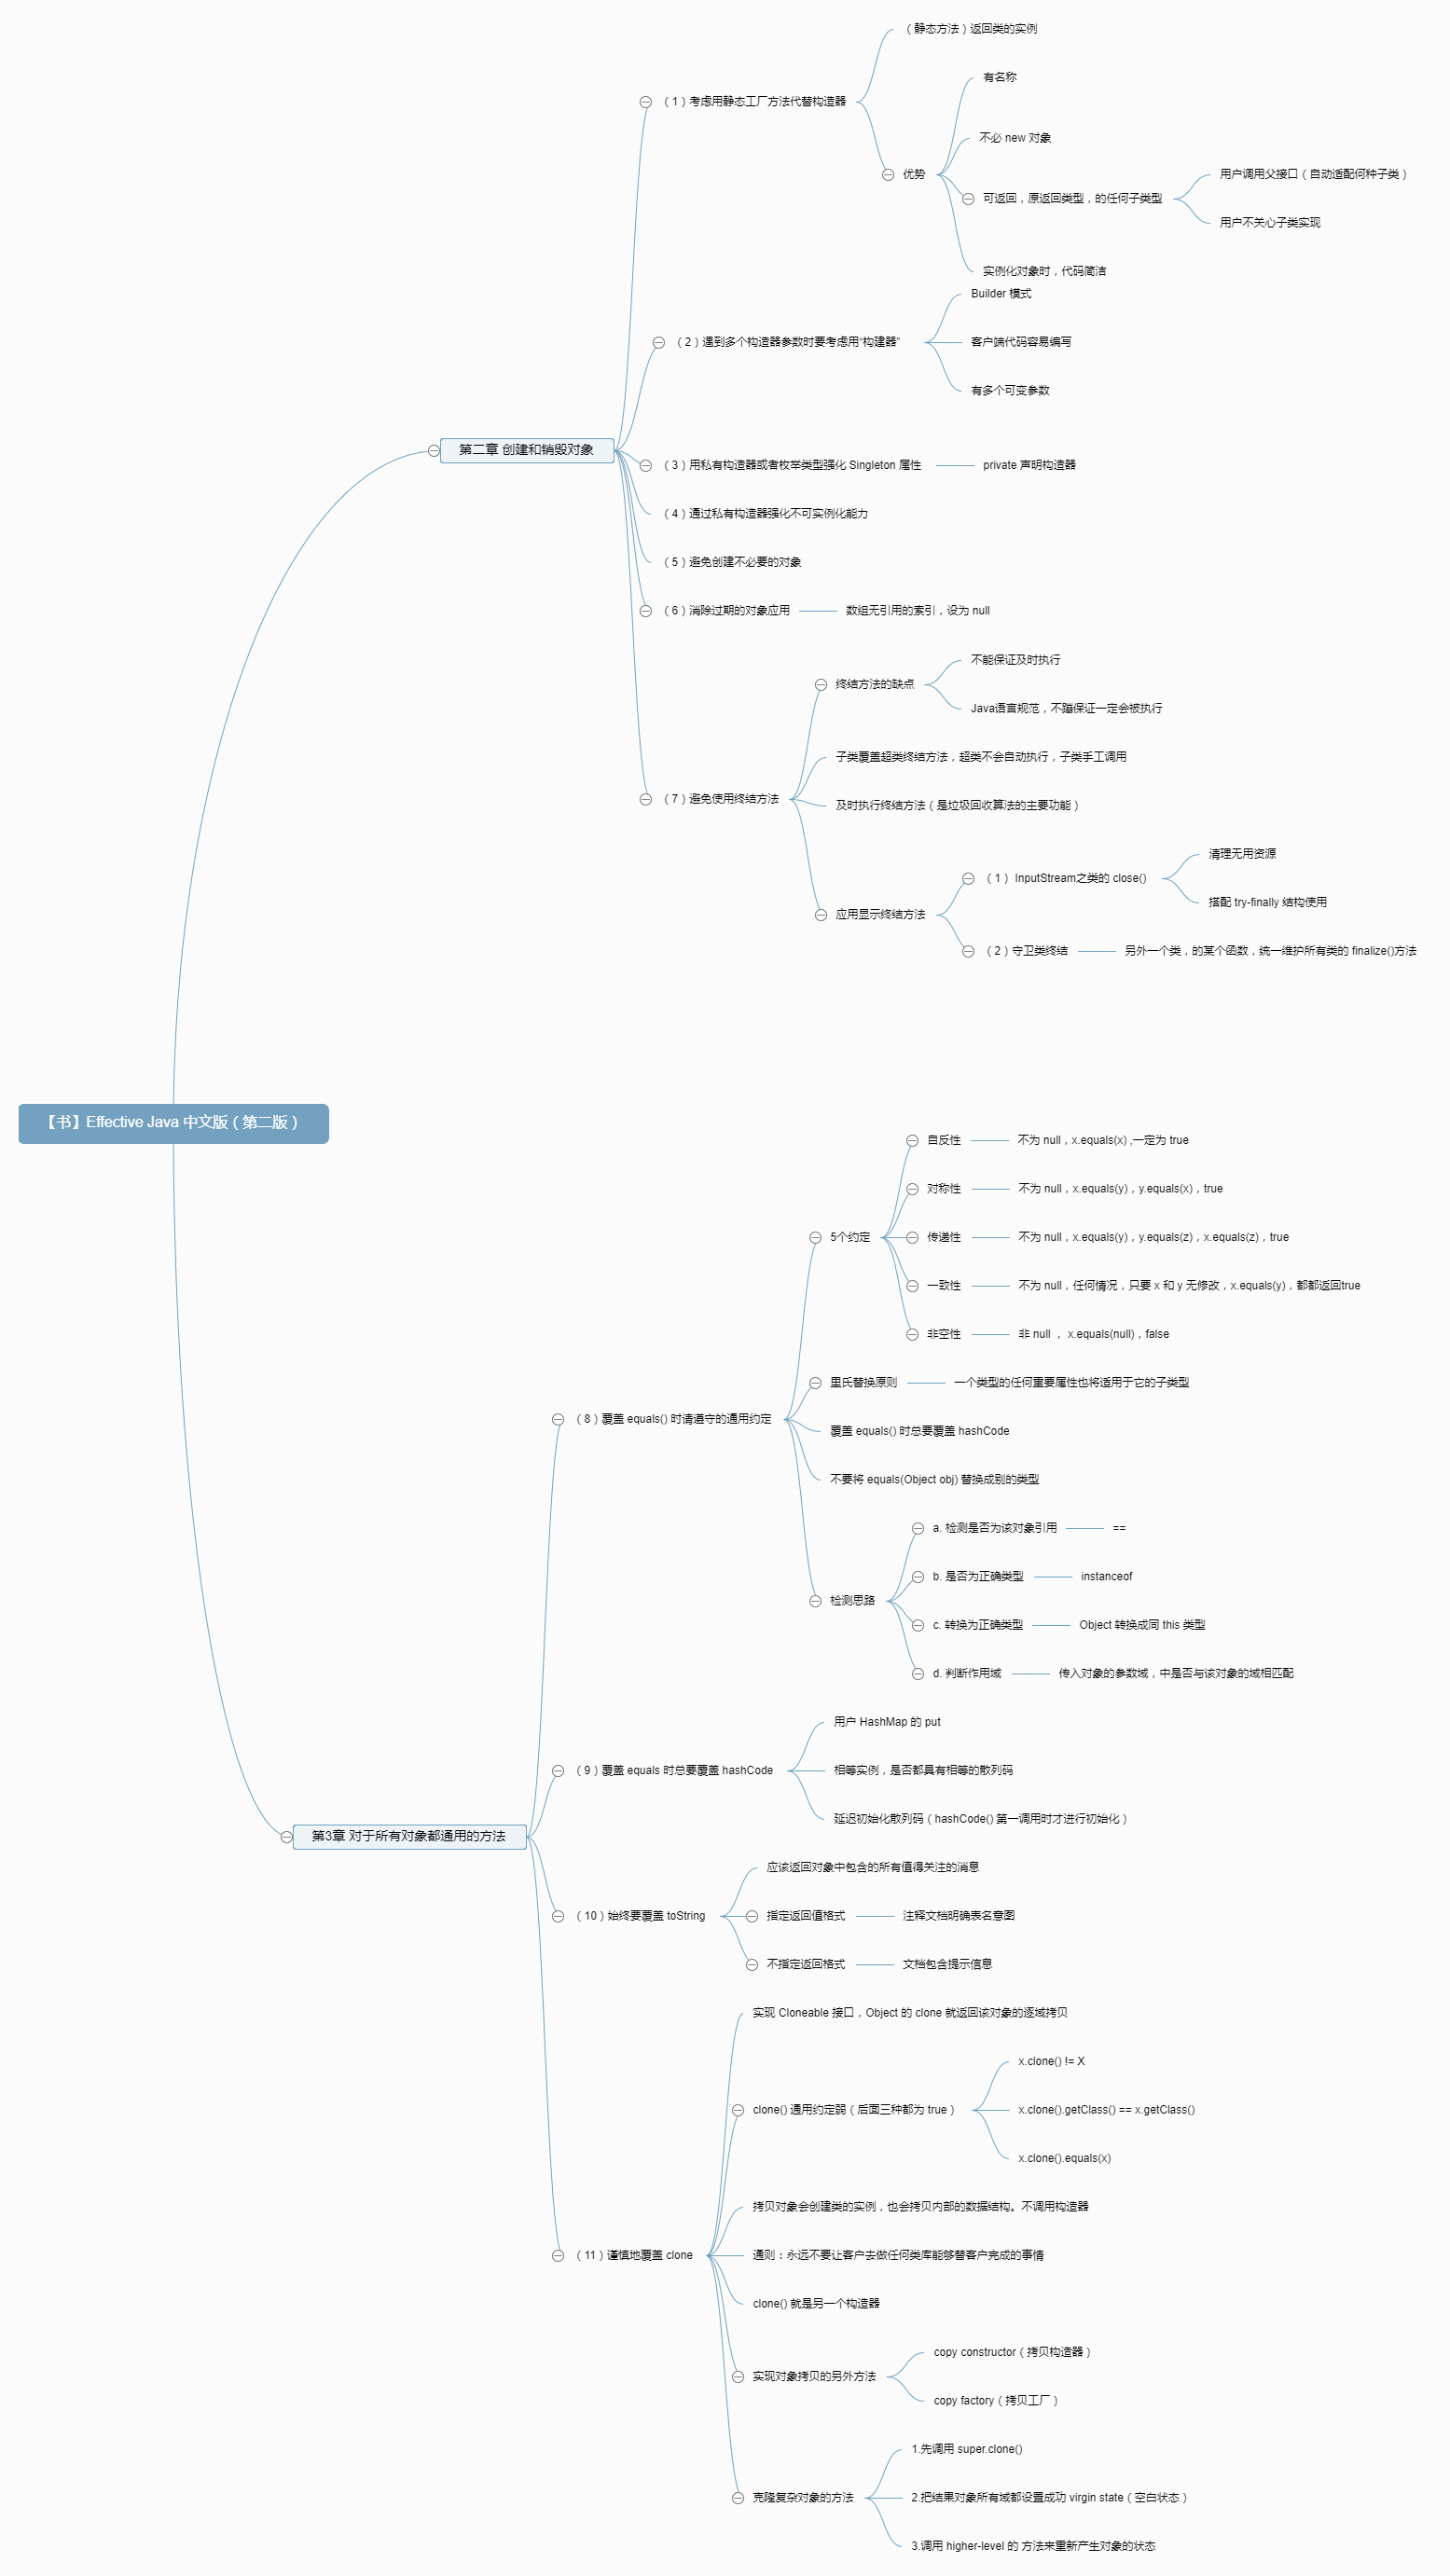 【书】Effective Java 中文版（第二版）
第二章 创建和销毁对象
（1）考虑用静态工厂方法代替构造器
（静态方法）返回类的实例
优势
有名称
不必 new 对象
可返回，原返回类型，的任何子类型
用户调用父接口（自动适配何种子类）
用户不关心子类实现
实例化对象时，代码简洁
（2）遇到多个构造器参数时要考虑用“构建器”
Builder 模式
客户端代码容易编写
有多个可变参数
（3）用私有构造器或者枚举类型强化 Singleton 属性
private 声明构造器
（4）通过私有构造器强化不可实例化能力
（5）避免创建不必要的对象
（6）消除过期的对象应用
数组无引用的索引，设为 null
（7）避免使用终结方法
终结方法的缺点
不能保证及时执行
Java语言规范，不蹦保证一定会被执行
子类覆盖超类终结方法，超类不会自动执行，子类手工调用
及时执行终结方法（是垃圾回收算法的主要功能）
应用显示终结方法
（1） InputStream之类的 close()
清理无用资源
搭配 try-finally 结构使用
（2）守卫类终结
另外一个类，的某个函数，统一维护所有类的 finalize()方法
第3章 对于所有对象都通用的方法
（8）覆盖 equals() 时请遵守的通用约定
5个约定
自反性
不为 null，x.equals(x) ,一定为 true
对称性
不为 null，x.equals(y)，y.equals(x)，true
传递性
不为 null，x.equals(y)，y.equals(z)，x.equals(z)，true
一致性
不为 null，任何情况，只要 x 和 y 无修改，x.equals(y)，都都返回true
非空性
非 null ， x.equals(null)，false
里氏替换原则
一个类型的任何重要属性也将适用于它的子类型
覆盖 equals() 时总要覆盖 hashCode
不要将 equals(Object obj) 替换成别的类型
检测思路
a. 检测是否为该对象引用
==
b. 是否为正确类型
instanceof
c. 转换为正确类型
Object 转换成同 this 类型
d. 判断作用域
传入对象的参数域，中是否与该对象的域相匹配
（9）覆盖 equals 时总要覆盖 hashCode
用户 HashMap 的 put
相等实例，是否都具有相等的散列码
延迟初始化散列码（hashCode() 第一调用时才进行初始化）
（10）始终要覆盖 toString
应该返回对象中包含的所有值得关注的消息
指定返回值格式
注释文档明确表名意图
不指定返回格式
文档包含提示信息
（11）谨慎地覆盖 clone
实现 Cloneable 接口，Object 的 clone 就返回该对象的逐域拷贝
clone() 通用约定弱（后面三种都为 true）
x.clone() != X
x.clone().getClass() == x.getClass()
x.clone().equals(x)
拷贝对象会创建类的实例，也会拷贝内部的数据结构。不调用构造器
通则：永远不要让客户去做任何类库能够替客户完成的事情
clone() 就是另一个构造器
实现对象拷贝的另外方法
copy constructor（拷贝构造器）
copy factory（拷贝工厂）
克隆复杂对象的方法
1.先调用 super.clone()
2.把结果对象所有域都设置成功 virgin state（空白状态）
3.调用 higher-level 的 方法来重新产生对象的状态